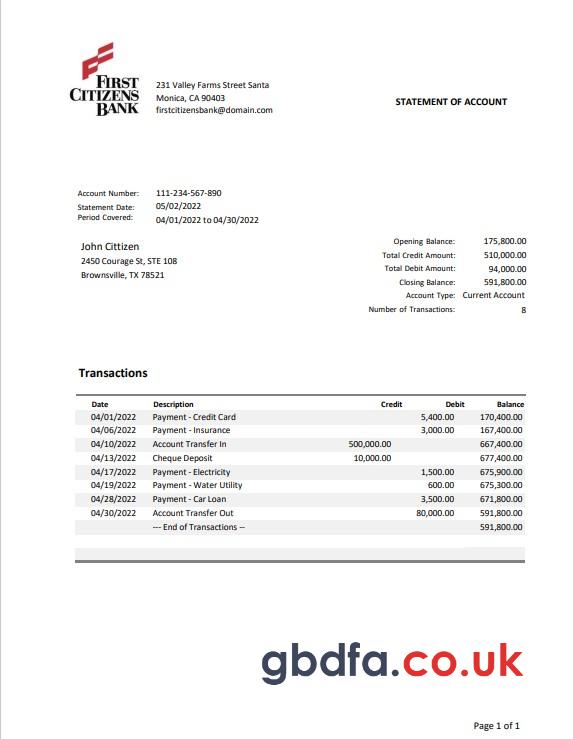 FIRST
CITIZENS
BANK
231 Valley Farms Street Santa
Monica, CA 90403
firstcitizensbank@domain.com
STATEMENT OF ACCOUNT
Account Number: 111-234-567-890
Statement Date: 05/02/2022
Period Covered: 04/01/2022 to 04/30/2022
John Cittizen
2450 Courage St, STE 108
Brownsville, TX 78521
Opening Balance: 175,800.00
Total Credit Amount: 510,000.00
Total Debit Amount: 94,000.00
Closing Balance: 591,800.00
Account Type: Current Account
Number of Transactions: 8
Transactions
Date Description Credit Debit Balance
04/01/2022 Payment - Credit Card 5,400.00 170,400.00
04/06/2022 Payment - Insurance 3,000.00 167,400.00
04/10/2022 Account Transfer In 500,000.00 667,400.00
04/13/2022 Cheque Deposit 10,000.00 677,400.00
04/17/2022 Payment - Electricity 1,500.00 675,900.00
04/19/2022 Payment - Water Utility 600.00 675,300.00
04/28/2022 Payment - Car Loan 3,500.00 671,800.00
04/30/2022 Account Transfer Out 80,000.00 591,800.00
--- End of Transactions -- 591,800.00
gbdfa.co.uk
Page 1 of 1